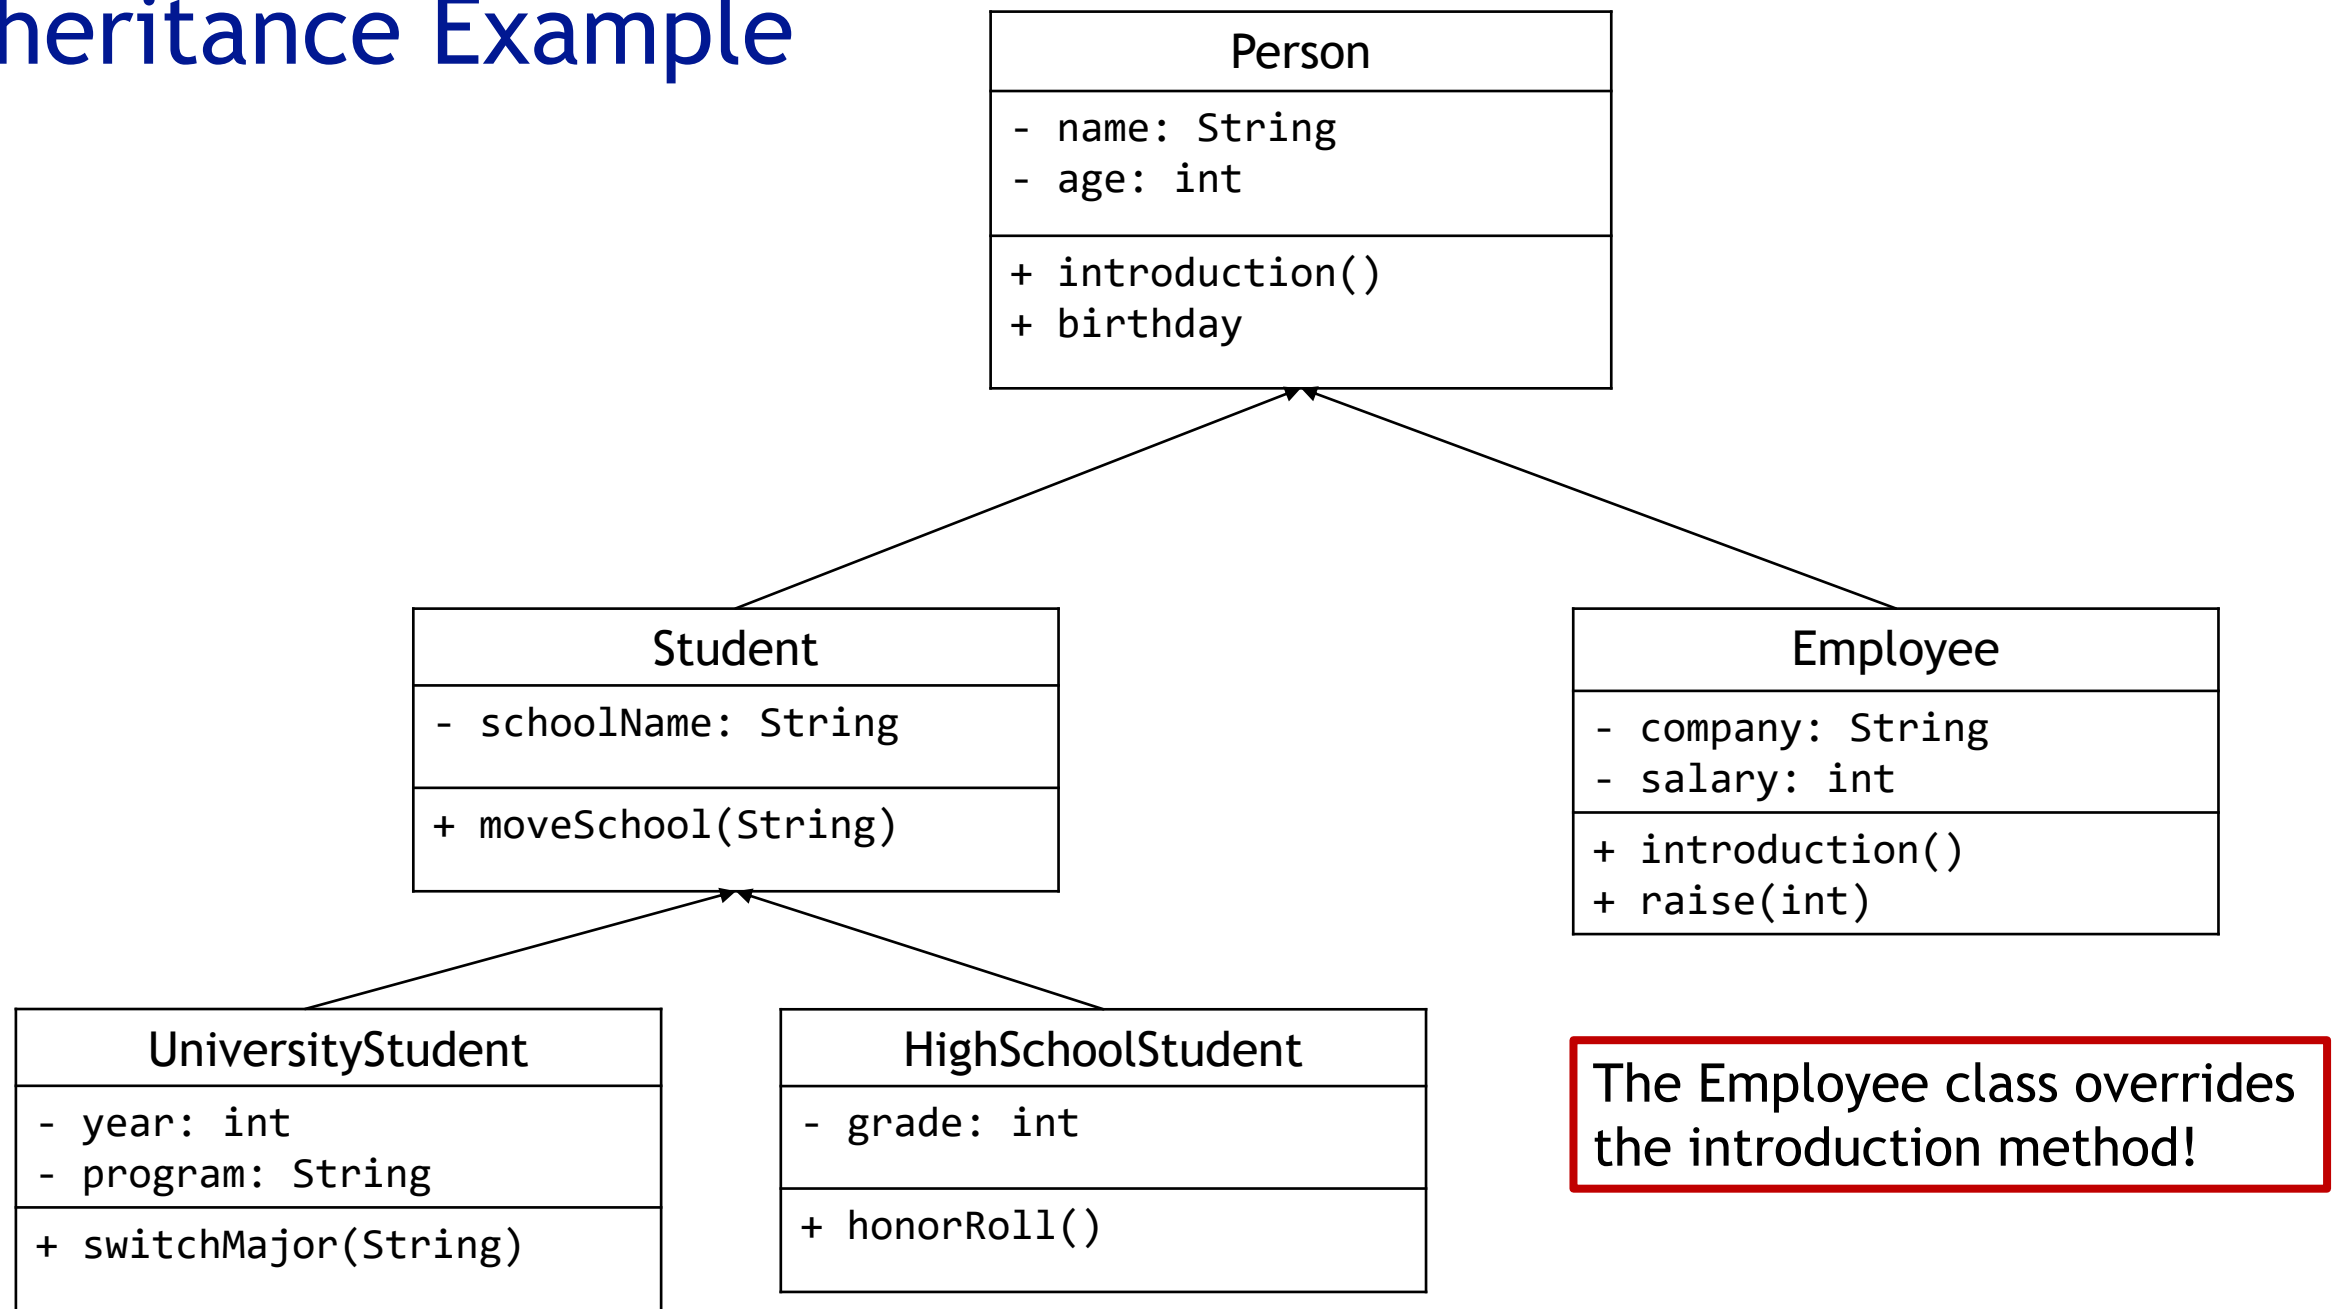 heritance Example
Person
- name: String
- age: int
+ introduction()
+ birthday
Student
- schoolName: String
+ moveSchool(String)
Employee
- company: String
- salary: int
+ introduction()
+ raise(int)
UniversityStudent
- year: int
- program: String
+ switchMajor(String)
HighSchoolStudent
- grade: int
+ honorRoll()
The Employee class overrides
the introduction method!